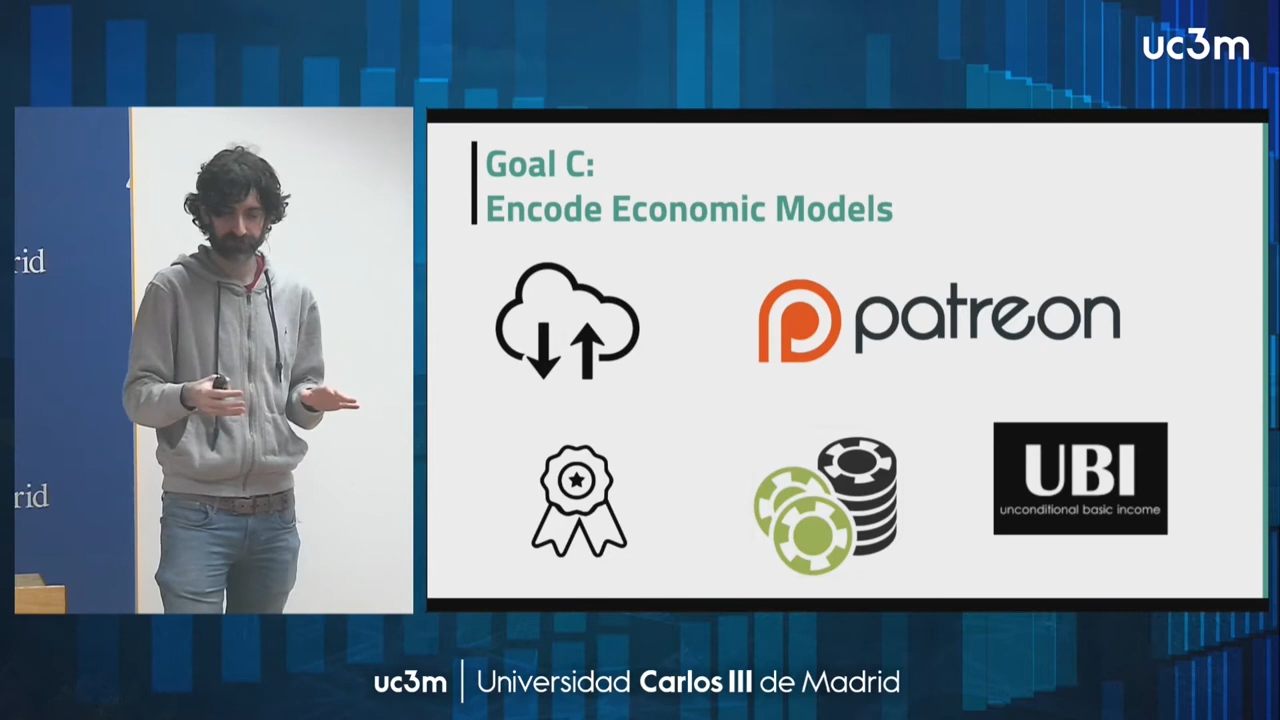 uc3m
rid
rid
Goal C:
Encode Economic Models
patreon
UBI
unconditional basic income
uc3m | Universidad Carlos III de Madrid